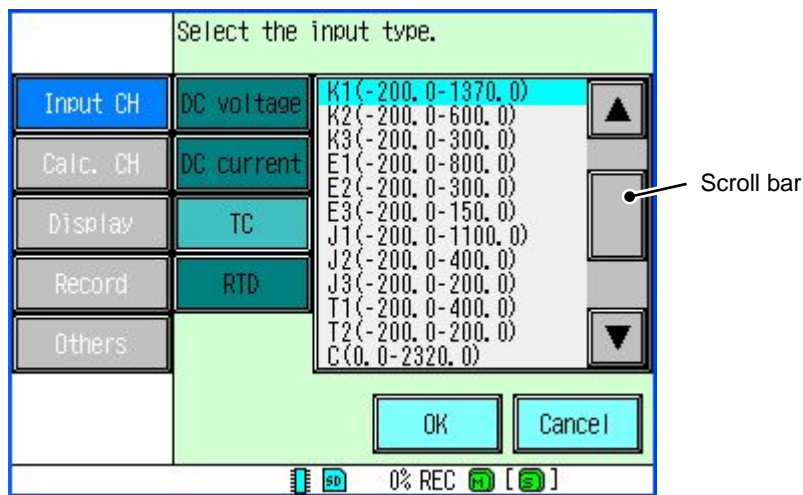 Select the input type.
Input CH
Calc. CH
Display
Record
Others
DC voltage
DC current
TC
RTD
K1(-200.0-1370.0)
K2(-200.0-600.0)
K3(-200.0-300.0)
E1(-200.0-800.0)
E2(-200.0-300.0)
E3(-200.0-150.0)
J1(-200.0-1100.0)
J2(-200.0-400.0)
J3(-200.0-200.0)
T1(-200.0-400.0)
T2(-200.0-200.0)
C(0.0-2320.0)
▲
▼
Scroll bar
OK
Cancel
SD 0% REC M [S]